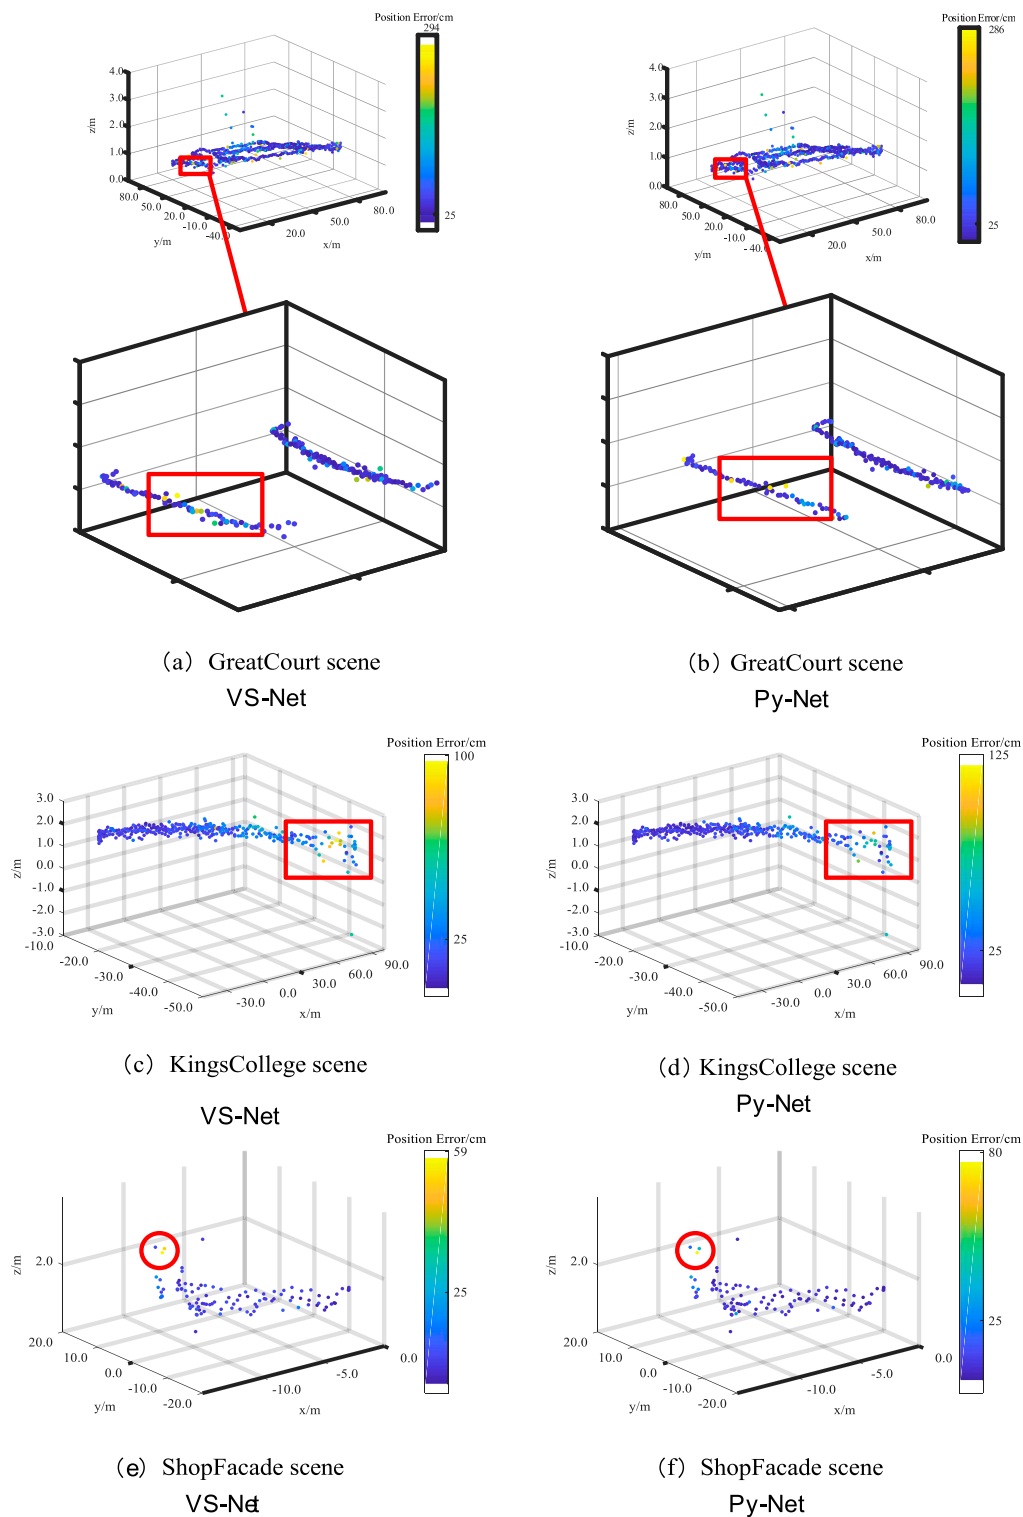 Position Error/cm
294
4.0
3.0
2.0
1.0
0.0
z/m
25
80.0
50.0
20.0
-10.0
-40.0
y/m
20.0
50.0
80.0
x/m
Position Error/cm
286
4.0
3.0
2.0
1.0
0.0
z/m
25
80.0
50.0
20.0
-10.0
-40.0
y/m
20.0
50.0
80.0
x/m
(a) GreatCourt scene
VS-Net
(b) GreatCourt scene
Py-Net
Position Error/cm
100
3.0
2.0
1.0
0.0
-1.0
-2.0
-3.0
z/m
25
-10.0
-20.0
-30.0
-40.0
-50.0
y/m
-30.0
0.0
30.0
60.0
90.0
x/m
Position Error/cm
125
3.0
2.0
1.0
0.0
-1.0
-2.0
-3.0
z/m
25
-10.0
-20.0
-30.0
-40.0
-50.0
y/m
-30.0
0.0
30.0
60.0
90.0
x/m
(c) KingsCollege scene
VS-Net
(d) KingsCollege scene
Py-Net
Position Error/cm
59
2.0
z/m
25
20.0
10.0
0.0
-10.0
-20.0
y/m
-10.0
-5.0
0.0
x/m
Position Error/cm
80
2.0
z/m
25
20.0
10.0
0.0
-10.0
-20.0
y/m
-10.0
-5.0
0.0
x/m
(e) ShopFacade scene
VS-Net
(f) ShopFacade scene
Py-Net